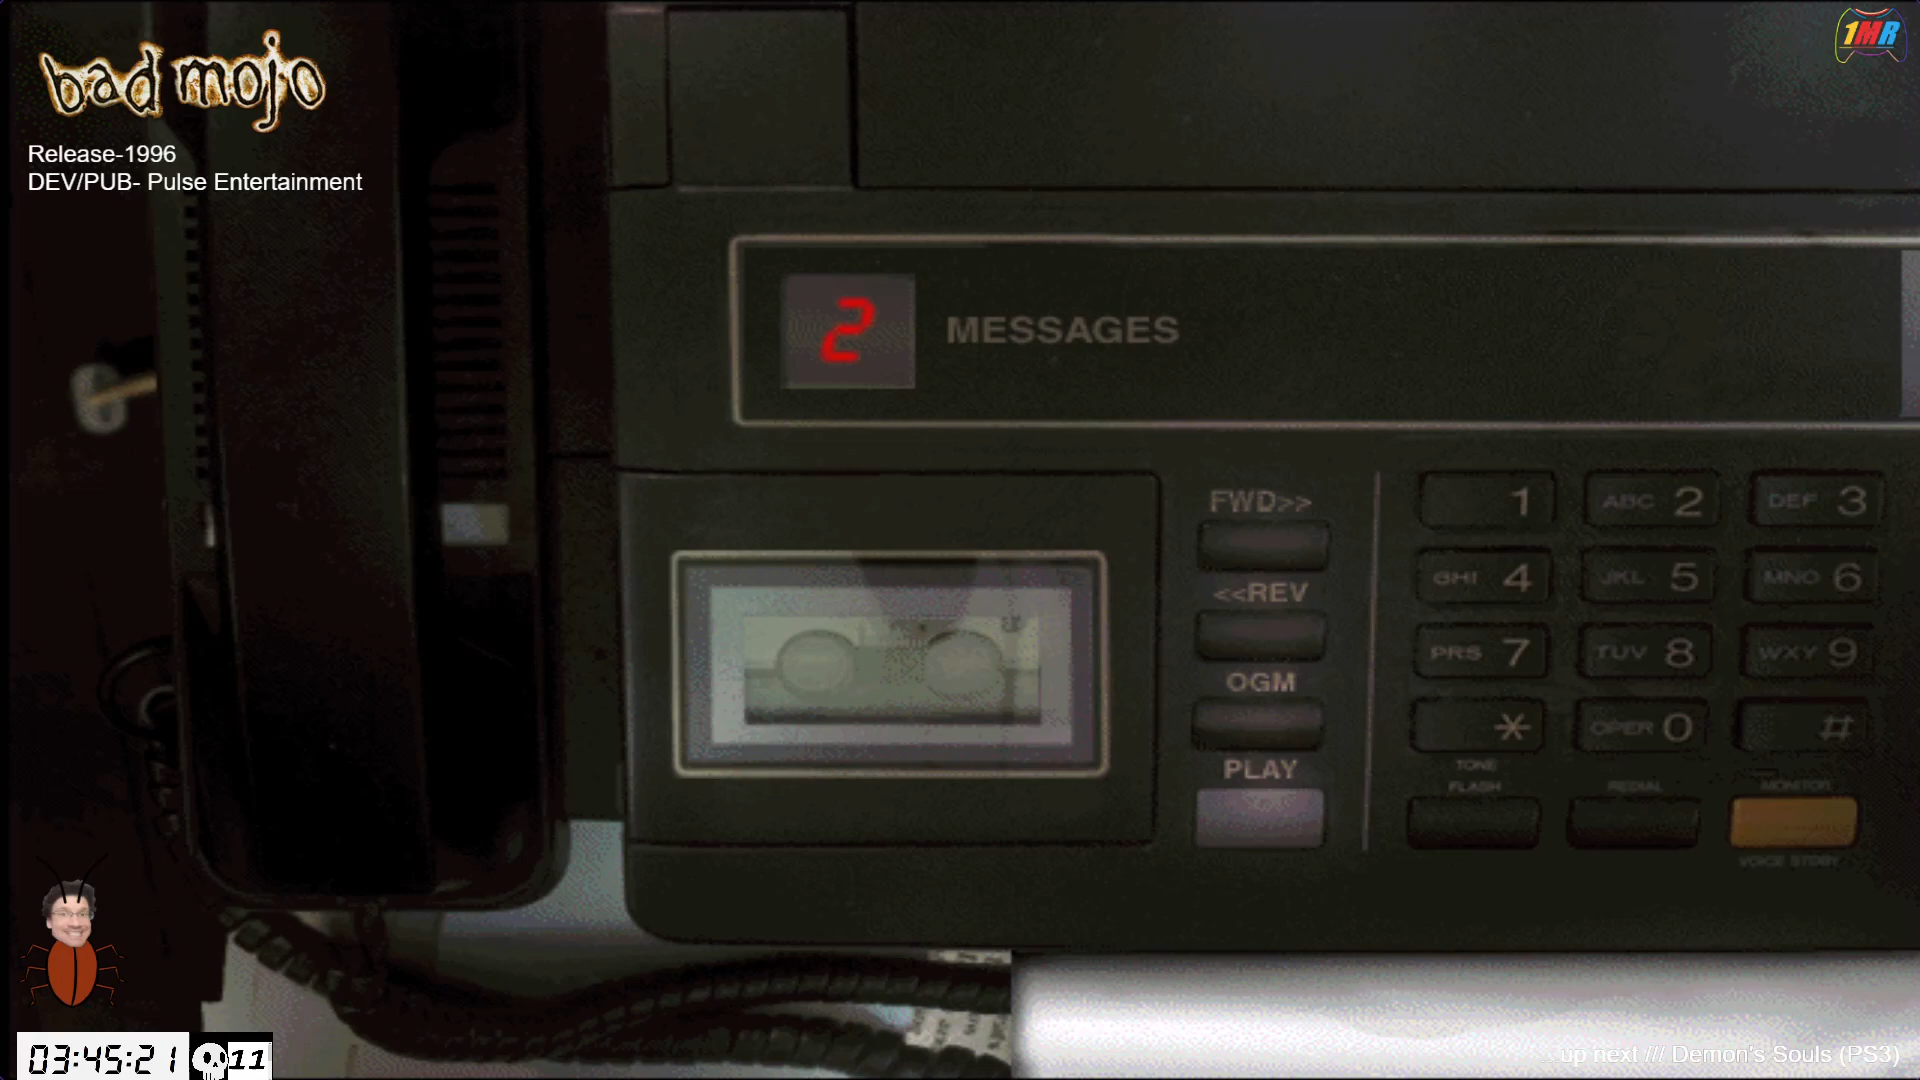 bad mojo
1MR
Release-1996
DEV/PUB- Pulse Entertainment
2 MESSAGES
FWD>>
<<REV
OGM
PLAY
1
ABC 2
DEF 3
GHI 4
JKL 5
MNO 6
PRS 7
TUV 8
WXY 9
*
OPER 0
#
TONE
FLASH
REDIAL
MONITOR
VOICE STDBY
03:45:21
11
up next /// Demon's Souls (PS3)